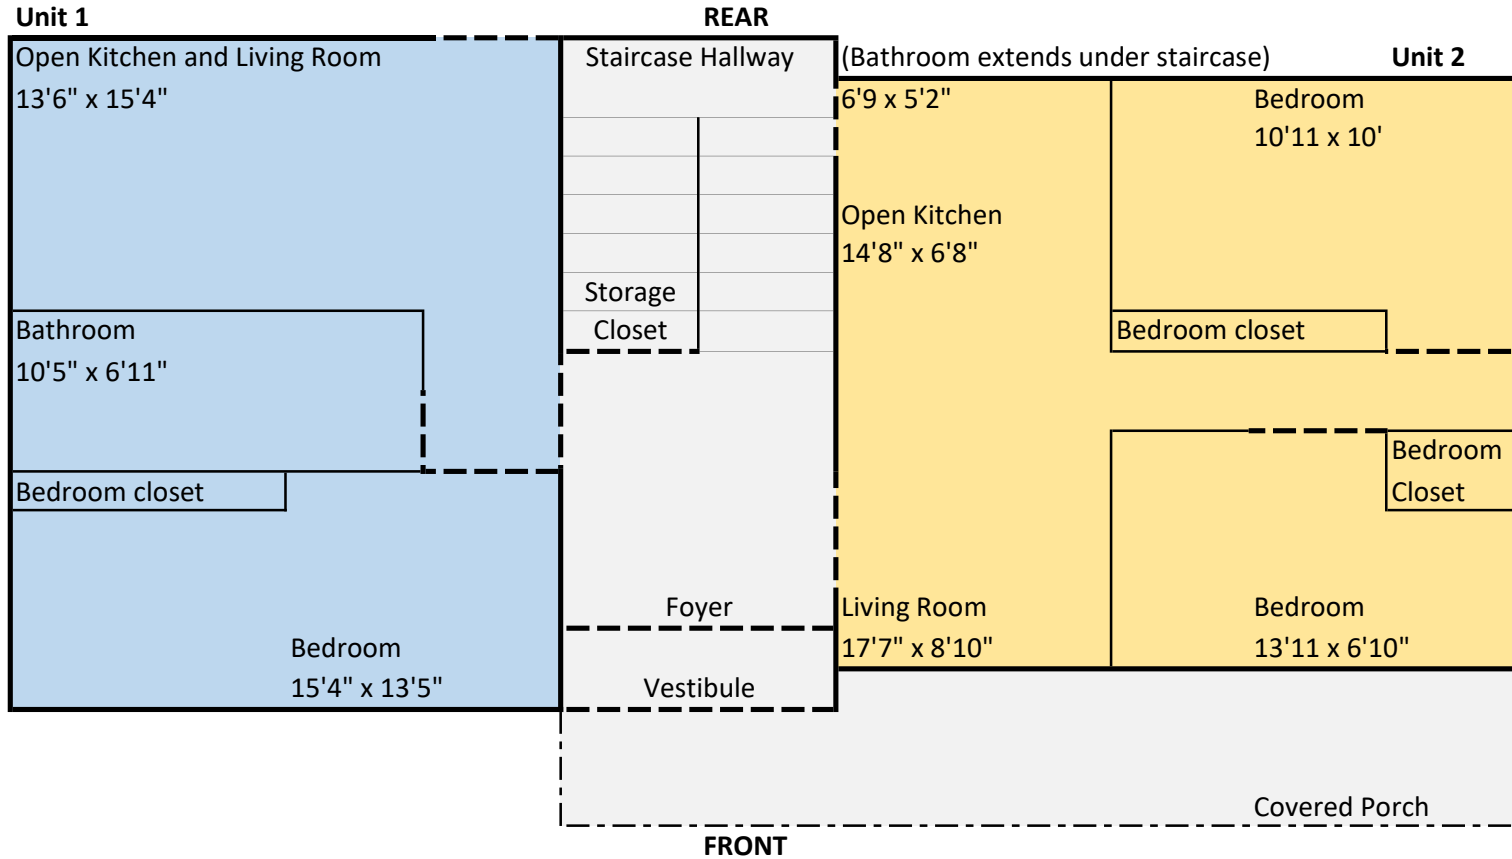 Unit 1
REAR
Open Kitchen and Living Room
13'6" x 15'4"
Staircase Hallway
(Bathroom extends under staircase)
Unit 2
6'9 x 5'2"
Bedroom
10'11 x 10'
Open Kitchen
14'8" x 6'8"
Storage
Closet
Bathroom
10'5" x 6'11"
Bedroom closet
Bedroom
Closet
Bedroom closet
Foyer
Living Room
17'7" x 8'10"
Bedroom
13'11 x 6'10"
Bedroom
15'4" x 13'5"
Vestibule
Covered Porch
FRONT